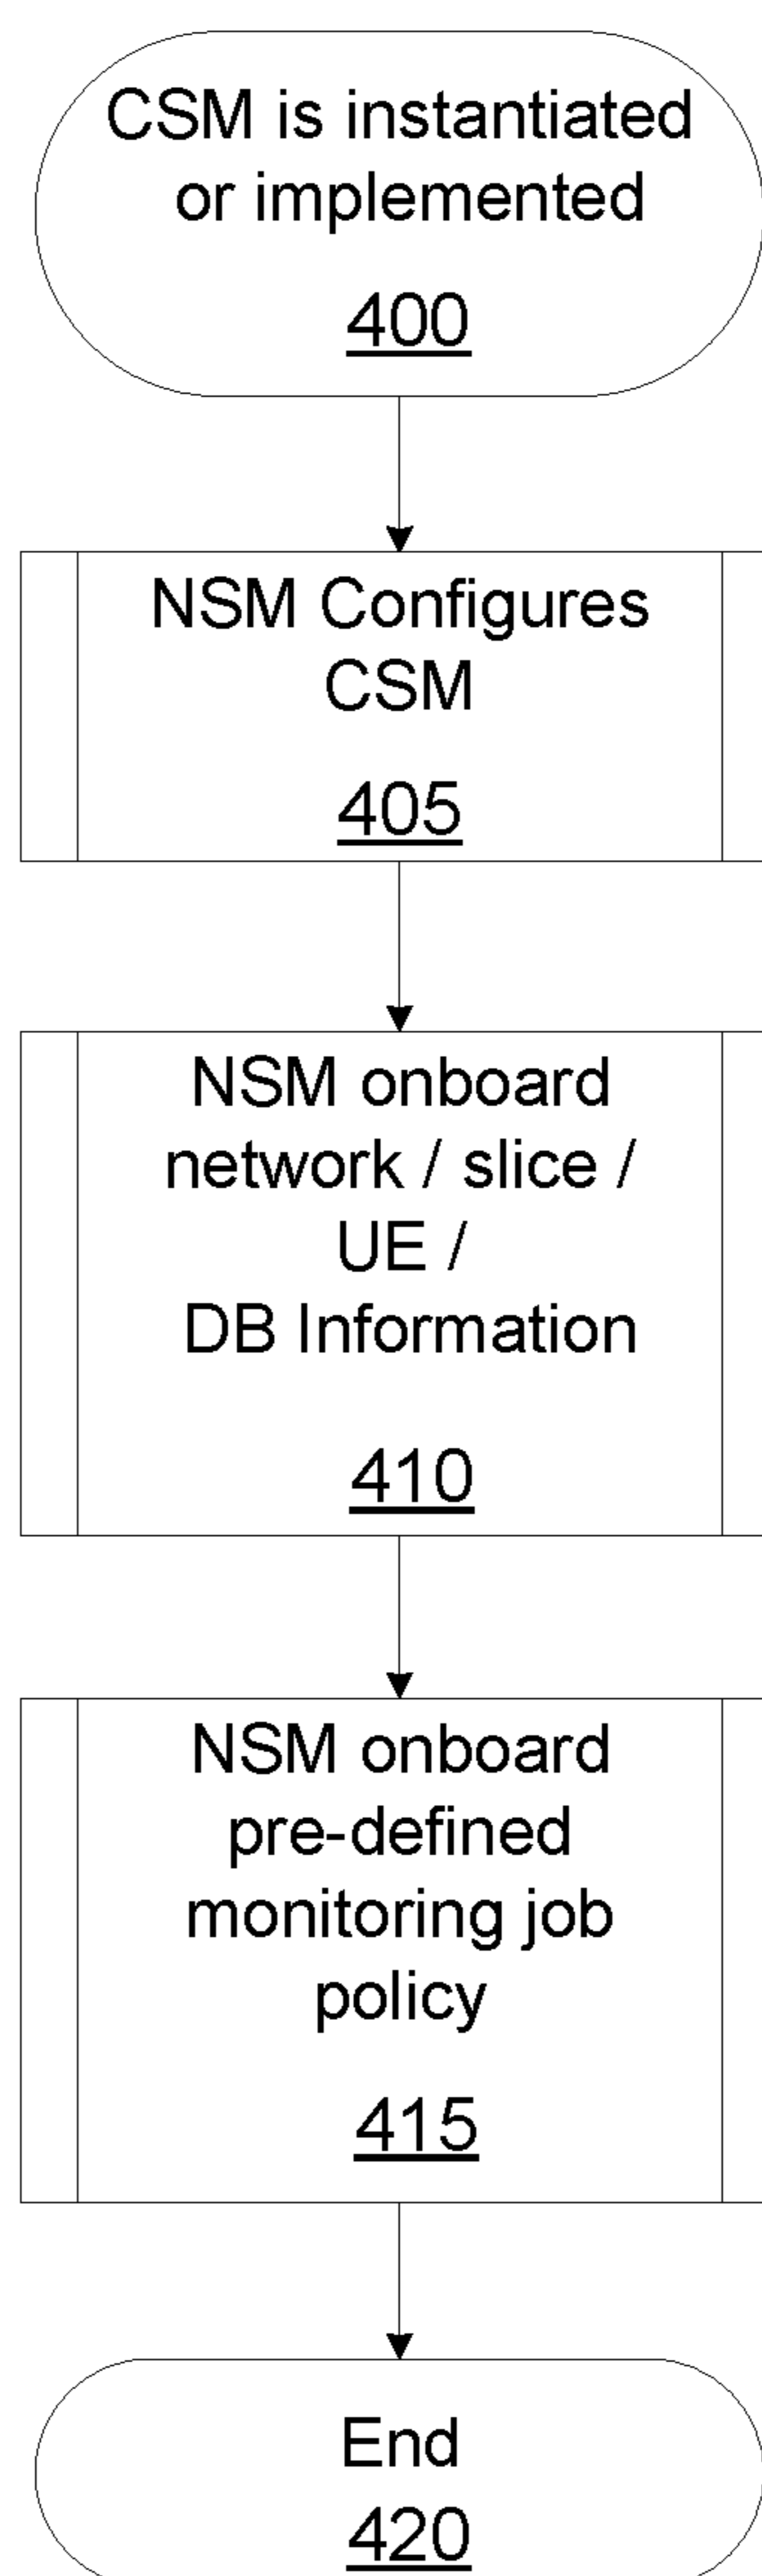 CSM is instantiated
or implemented
400
NSM Configures
CSM
405
NSM onboard
network / slice /
UE /
DB Information
410
NSM onboard
pre-defined
monitoring job
policy
415
End
420